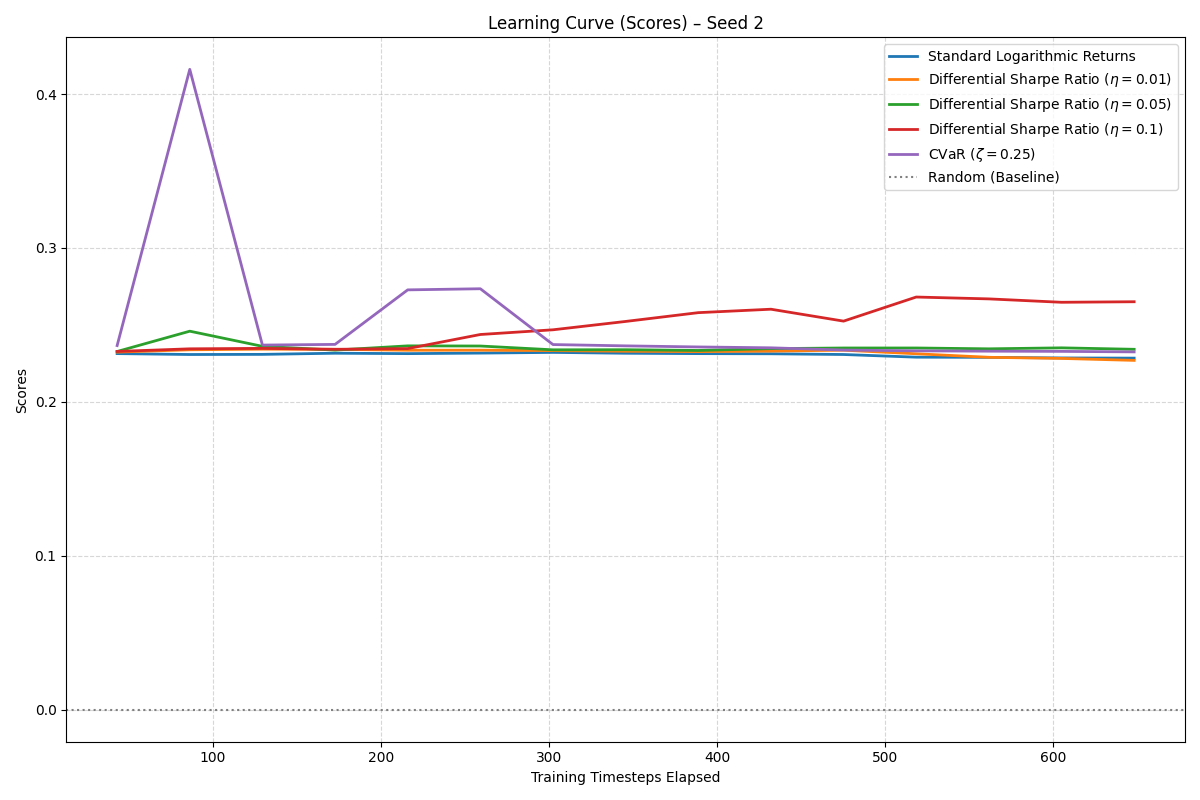 Learning Curve (Scores) – Seed 2
Standard Logarithmic Returns
Differential Sharpe Ratio (η = 0.01)
Differential Sharpe Ratio (η = 0.05)
Differential Sharpe Ratio (η = 0.1)
CVaR (ζ = 0.25)
Random (Baseline)
Scores
0.4
0.3
0.2
0.1
0.0
100 200 300 400 500 600
Training Timesteps Elapsed